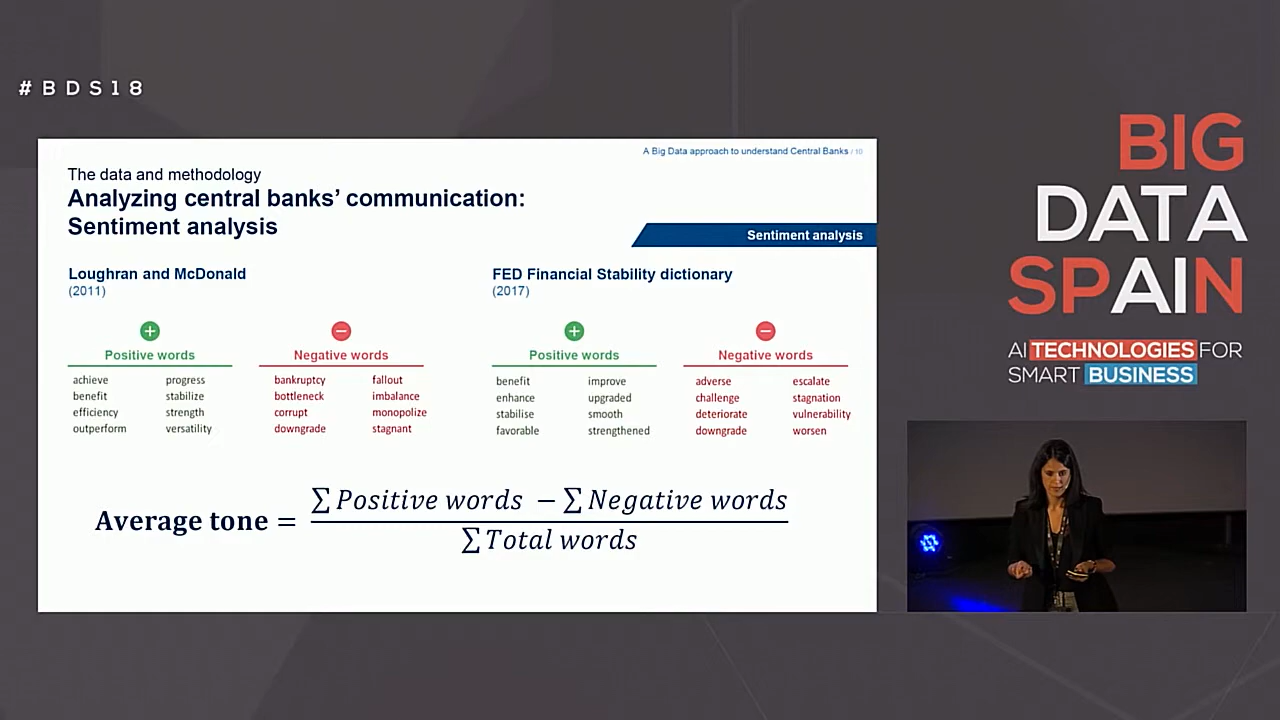 #BDS18
A Big Data approach to understand Central Banks / 10
The data and methodology
Analyzing central banks' communication:
Sentiment analysis
Sentiment analysis
Loughran and McDonald
(2011)
Positive words
achieve progress
benefit stabilize
efficiency strength
outperform versatility
Negative words
bankruptcy fallout
bottleneck imbalance
corrupt monopolize
downgrade stagnant
FED Financial Stability dictionary
(2017)
Positive words
benefit improve
enhance upgraded
stabilise smooth
favorable strengthened
Negative words
adverse escalate
challenge stagnation
deteriorate vulnerability
downgrade worsen
Average tone = 
∑ Positive words − ∑ Negative words
∑ Total words
BIG
DATA
SPAIN
AI TECHNOLOGIES FOR
SMART BUSINESS